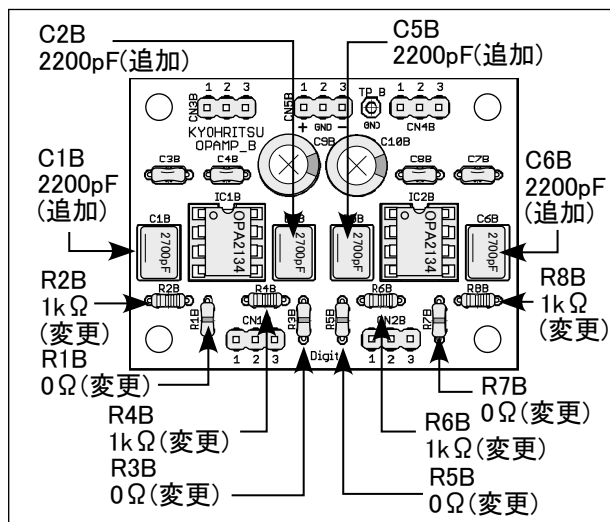 C2B
2200pF(追加)
C5B
2200pF(追加)
C1B
2200pF
(追加)
C6B
2200pF
(追加)
R2B
1kΩ
(変更)
R1B
0Ω(変更)
R8B
1kΩ
(変更)
R7B
0Ω(変更)
R4B
1kΩ(変更)
R3B
0Ω(変更)
R6B
1kΩ(変更)
R5B
0Ω(変更)
1 2 3
CN3B
1 2 3
CN5B
+ GND −
TP_B
GND
1 2 3
CN4B
KYOHRITSU
OPAMP_B
C9B
C10B
C3B
C4B
C8B
C7B
IC1B
OPA2134
IC2B
OPA2134
C1B
2700pF
2700pF
2700pF
C6B
2700pF
R2B
R1B
R4B
R3B
R5B
R6B
R7B
R8B
CN1
1 2 3
Digit
CN2B
1 2 3